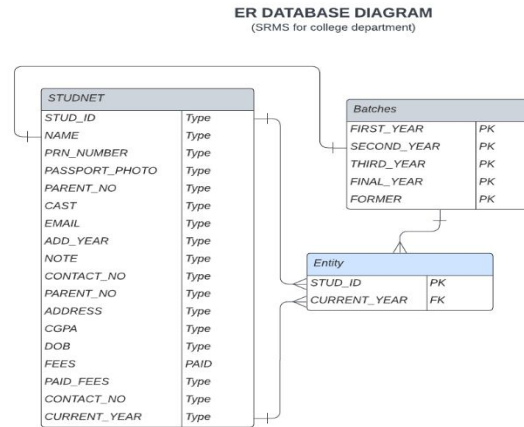 ER DATABASE DIAGRAM
(SRMS for college department)
STUDNET
STUD_ID Type
NAME Type
PRN_NUMBER Type
PASSPORT_PHOTO Type
PARENT_NO Type
CAST Type
EMAIL Type
ADD_YEAR Type
NOTE Type
CONTACT_NO Type
PARENT_NO Type
ADDRESS Type
CGPA Type
DOB Type
FEES PAID
PAID_FEES Type
CONTACT_NO Type
CURRENT_YEAR Type
Batches
FIRST_YEAR PK
SECOND_YEAR PK
THIRD_YEAR PK
FINAL_YEAR PK
FORMER PK
Entity
STUD_ID PK
CURRENT_YEAR FK